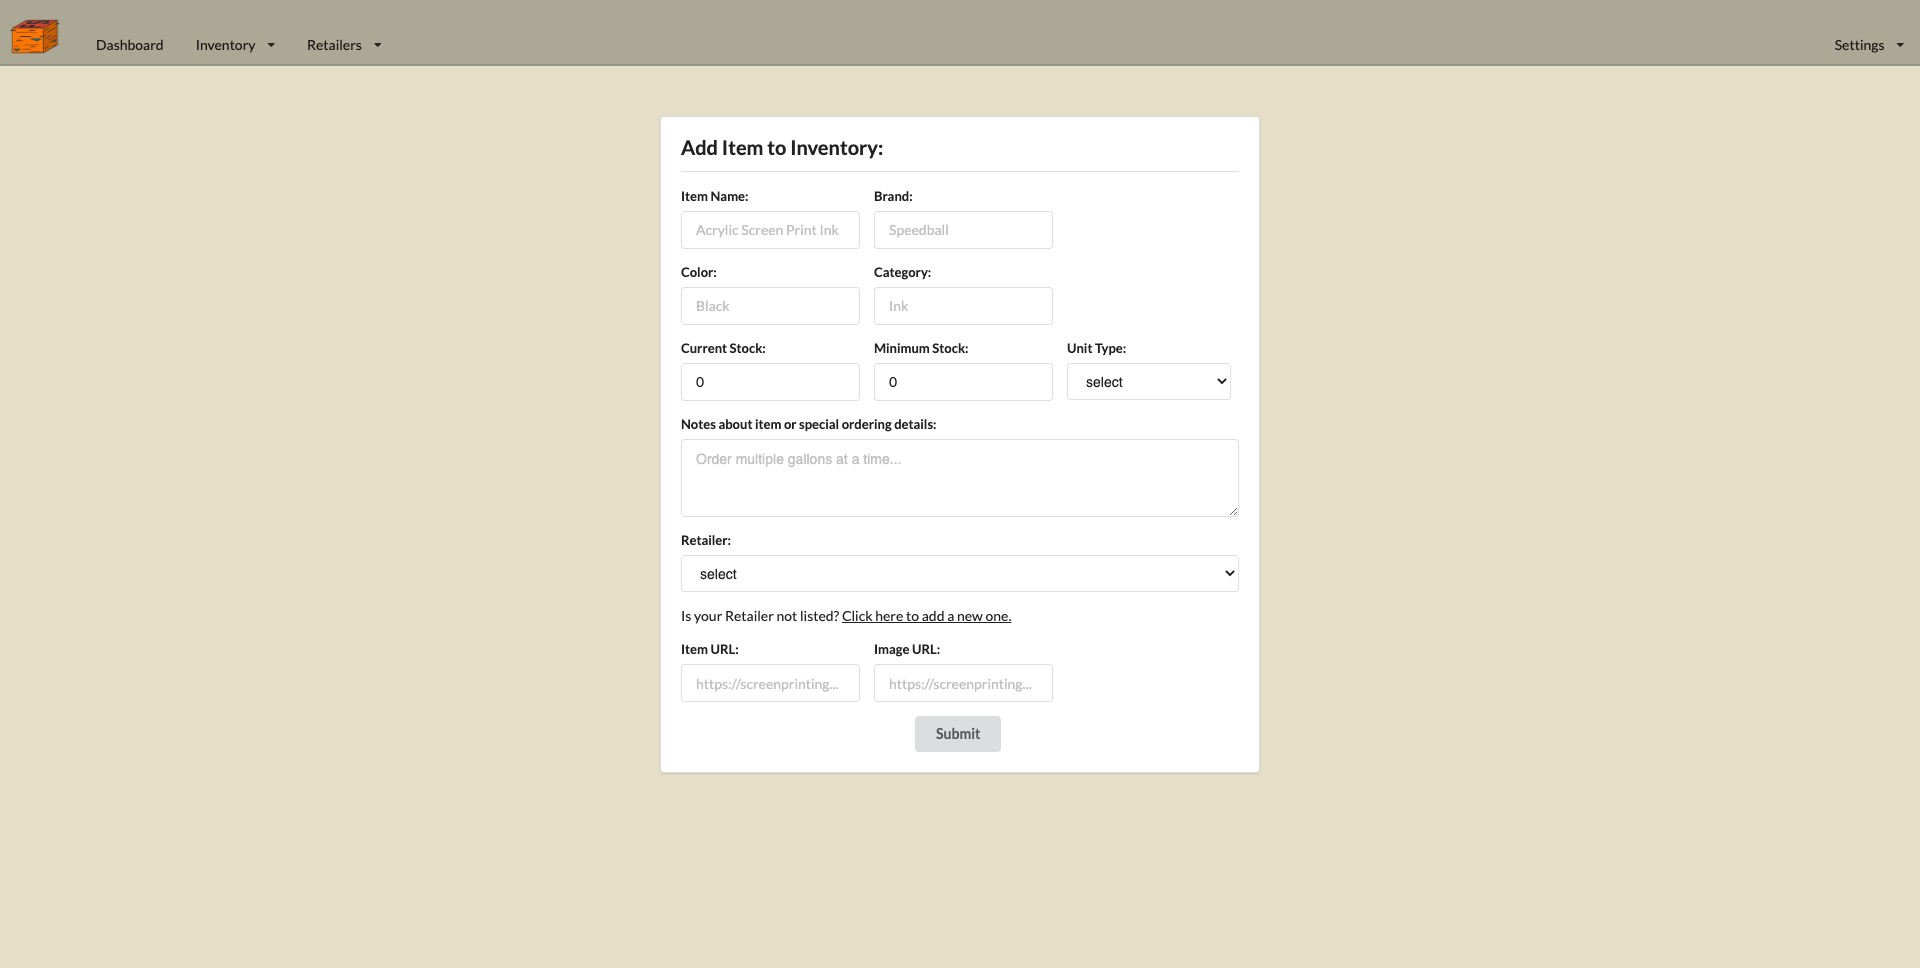 Dashboard Inventory Retailers Settings
Add Item to Inventory:
Item Name: Brand:
Acrylic Screen Print Ink Speedball
Color: Category:
Black Ink
Current Stock: Minimum Stock: Unit Type:
0 0 select
Notes about item or special ordering details:
Order multiple gallons at a time...
Retailer:
select
Is your Retailer not listed? Click here to add a new one.
Item URL: Image URL:
https://screenprinting... https://screenprinting...
Submit